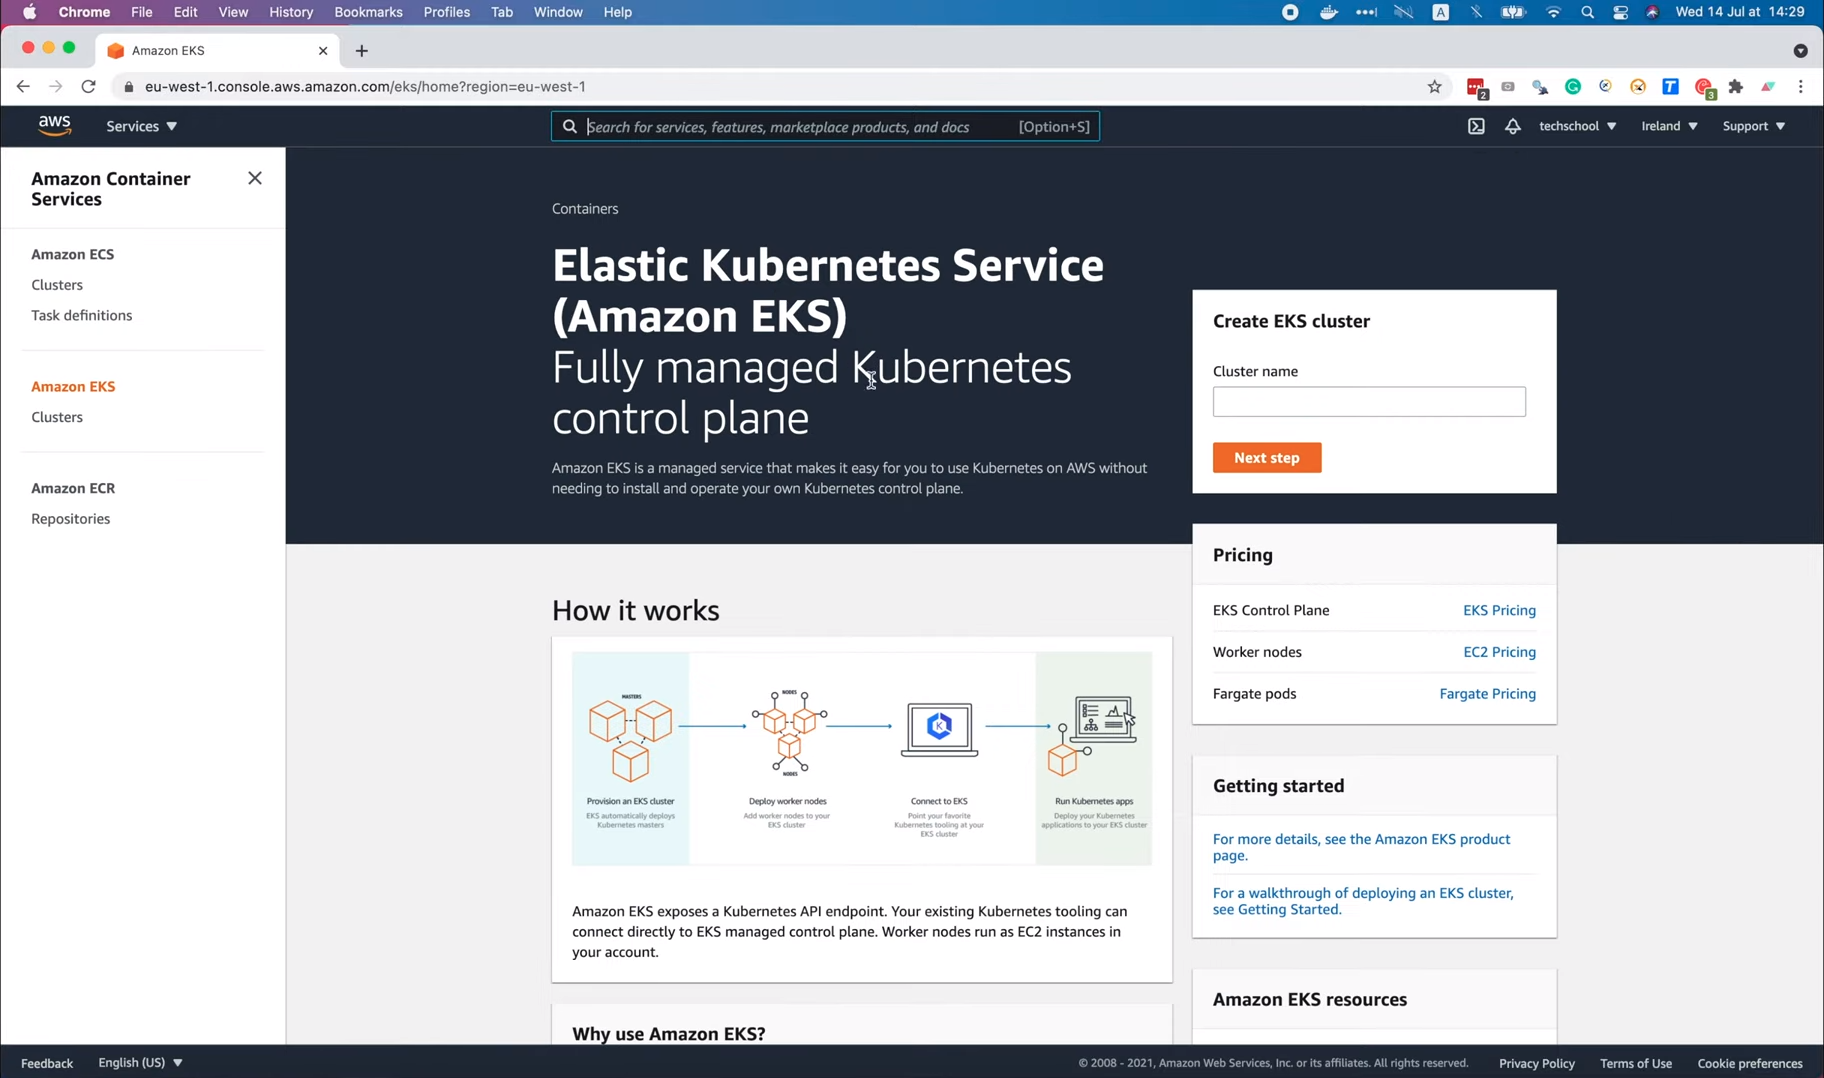 Chrome File Edit View History Bookmarks Profiles Tab Window Help
A
Wed 14 Jul at 14:29
Amazon EKS
eu-west-1.console.aws.amazon.com/eks/home?region=eu-west-1
2
T
3
aws
Services
Search for services, features, marketplace products, and docs [Option+S]
techschool
Ireland
Support
Amazon Container
Services
Amazon ECS
Clusters
Task definitions
Amazon EKS
Clusters
Amazon ECR
Repositories
Containers
Elastic Kubernetes Service
(Amazon EKS)
Fully managed Kubernetes
control plane
Amazon EKS is a managed service that makes it easy for you to use Kubernetes on AWS without
needing to install and operate your own Kubernetes control plane.
Create EKS cluster
Cluster name
Next step
Pricing
EKS Control Plane EKS Pricing
Worker nodes EC2 Pricing
Fargate pods Fargate Pricing
How it works
MASTERS
NODES
K
NODES
Provision an EKS cluster
EKS automatically deploys
Kubernetes masters
Deploy worker nodes
Add worker nodes to your
EKS cluster
Connect to EKS
Point your favorite
Kubernetes tooling at your
EKS cluster
Run Kubernetes apps
Deploy your Kubernetes
applications to your EKS cluster
Amazon EKS exposes a Kubernetes API endpoint. Your existing Kubernetes tooling can
connect directly to EKS managed control plane. Worker nodes run as EC2 instances in
your account.
Why use Amazon EKS?
Getting started
For more details, see the Amazon EKS product
page.
For a walkthrough of deploying an EKS cluster,
see Getting Started.
Amazon EKS resources
Feedback
English (US)
© 2008 - 2021, Amazon Web Services, Inc. or its affiliates. All rights reserved.
Privacy Policy
Terms of Use
Cookie preferences